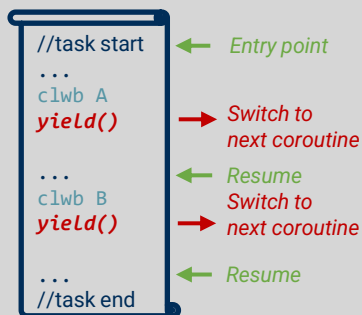 //task start
Entry point
...
clwb A
yield()
Switch to
next coroutine
...
Resume
clwb B
Switch to
yield()
next coroutine
...
Resume
//task end